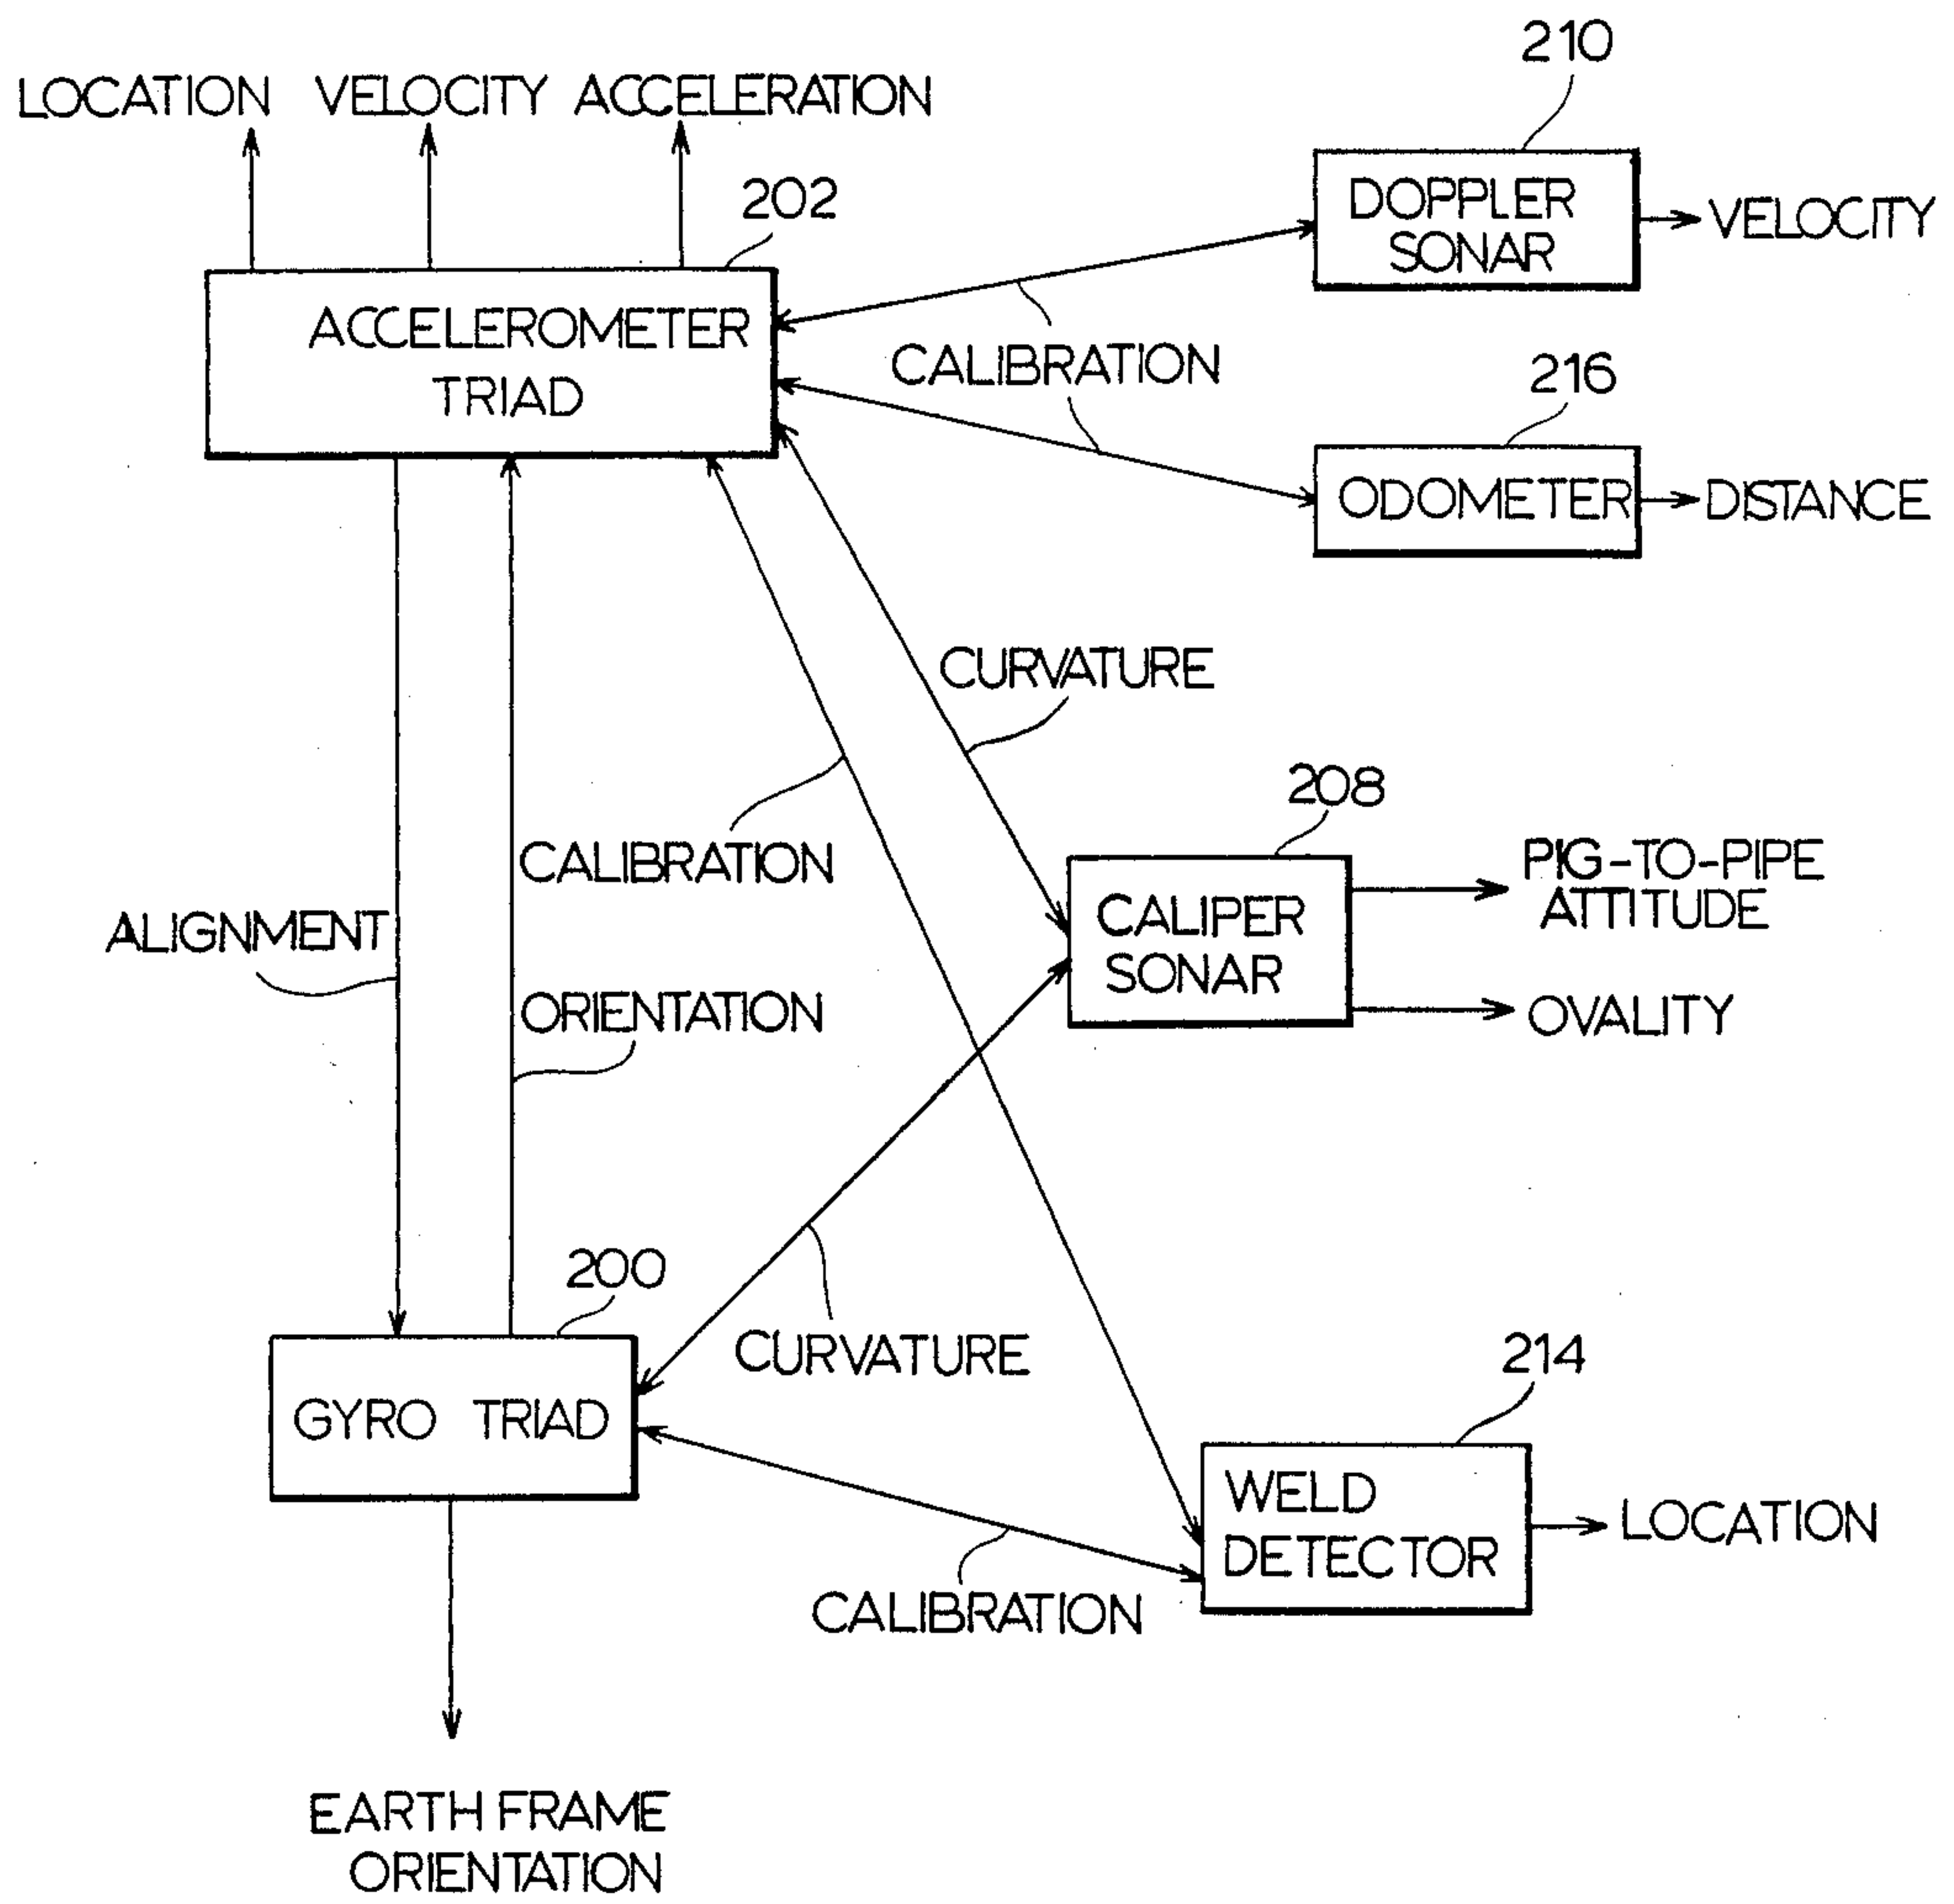 210
LOCATION VELOCITY ACCELERATION
202
DOPPLER
SONAR
VELOCITY
ACCELEROMETER
TRIAD
CALIBRATION
216
ODOMETER
DISTANCE
CURVATURE
208
CALIBRATION
PIG-TO-PIPE
ATTITUDE
CALIPER
SONAR
ALIGNMENT
ORIENTATION
OVALITY
200
CURVATURE
214
GYRO TRIAD
WELD
DETECTOR
LOCATION
CALIBRATION
EARTH FRAME
ORIENTATION